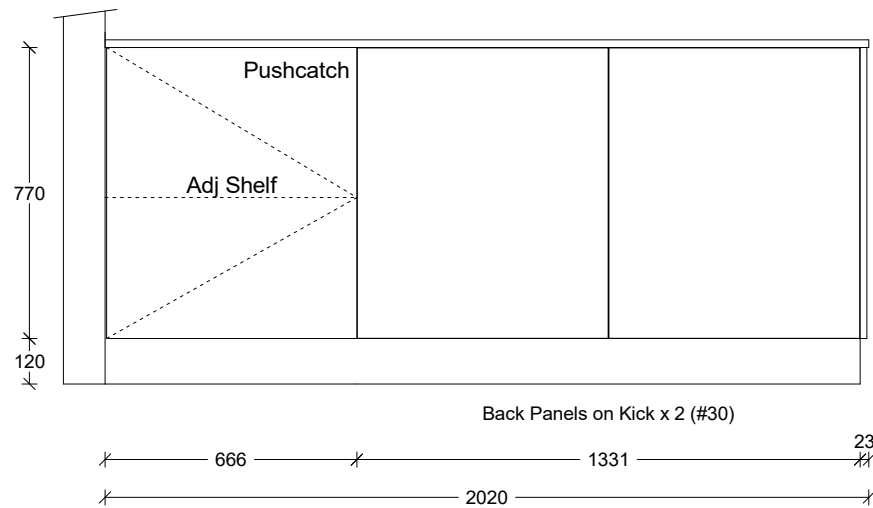 Pushcatch
Adj Shelf
770
120
Back Panels on Kick x 2 (#30)
23
666
1331
2020